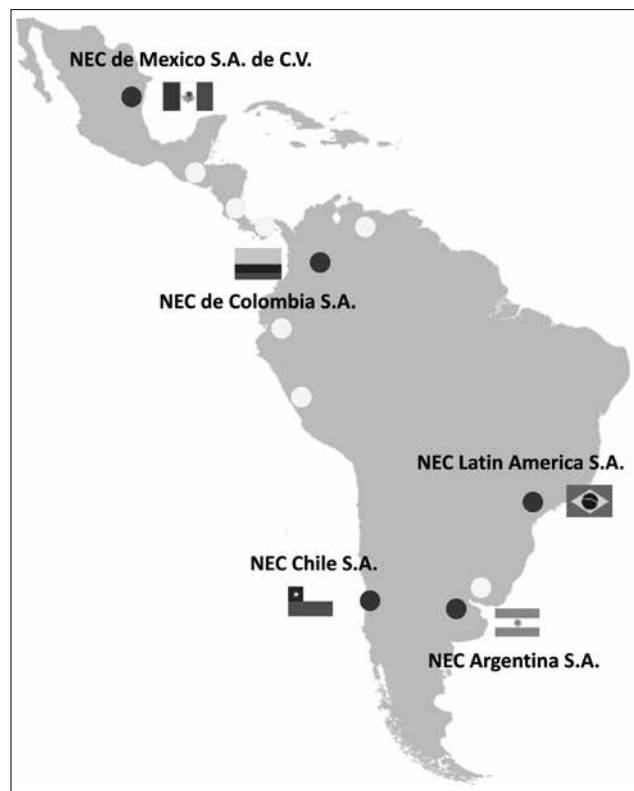 NEC de Mexico S.A. de C.V.
NEC de Colombia S.A.
NEC Latin America S.A.
NEC Chile S.A.
NEC Argentina S.A.